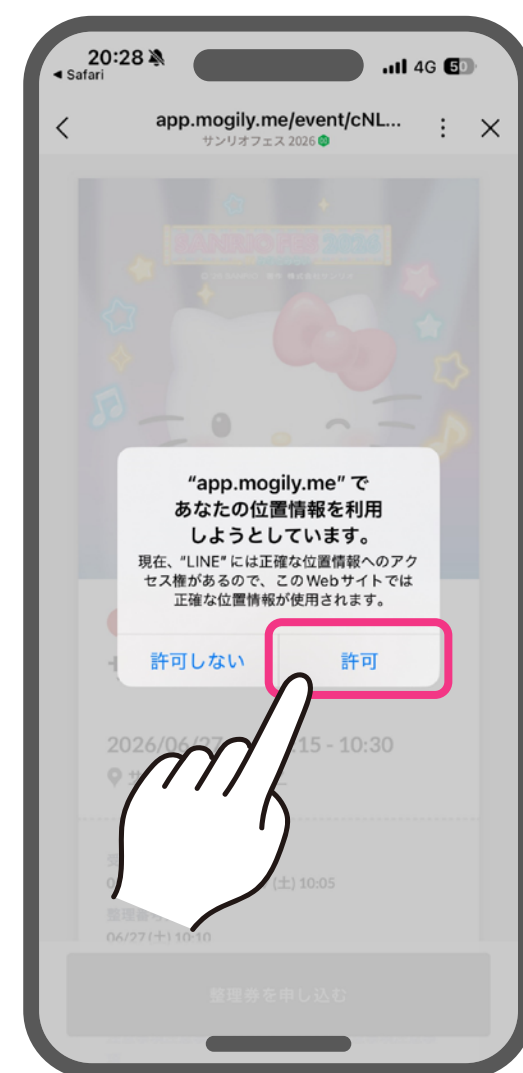 20:28
◀ Safari
4G 50
app.mogily.me/event/cNL...
サンリオフェス 2026
SANRIO FES 2026
"app.mogily.me" で
あなたの位置情報を利用
しようとしています。
現在、"LINE" には正確な位置情報へのアク
セス権があるので、このWebサイトでは
正確な位置情報が使用されます。
許可しない
許可
2026/06/27
15 - 10:30
(土) 10:05
整理番
06/27 (土) 10:10
整理券を申し込む